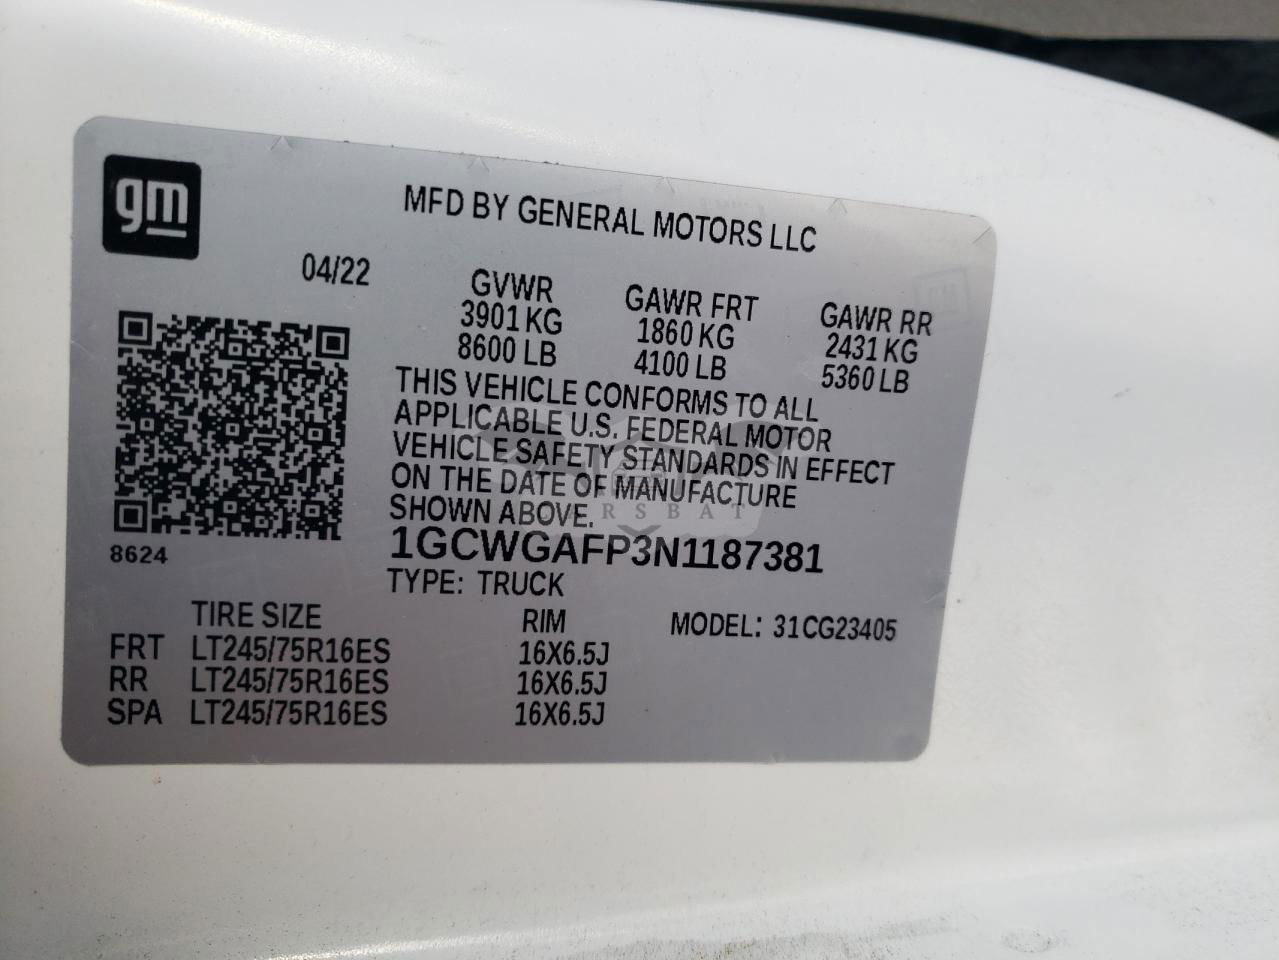 gm
MFD BY GENERAL MOTORS LLC
04/22
GVWR GAWR FRT GAWR RR
3901 KG 1860 KG 2431 KG
8600 LB 4100 LB 5360 LB
THIS VEHICLE CONFORMS TO ALL
APPLICABLE U.S. FEDERAL MOTOR
VEHICLE SAFETY STANDARDS IN EFFECT
ON THE DATE OF MANUFACTURE
SHOWN ABOVE.
8624
1GCWGAFP3N1187381
TYPE: TRUCK
TIRE SIZE RIM MODEL: 31CG23405
FRT LT245/75R16ES 16X6.5J
RR LT245/75R16ES 16X6.5J
SPA LT245/75R16ES 16X6.5J